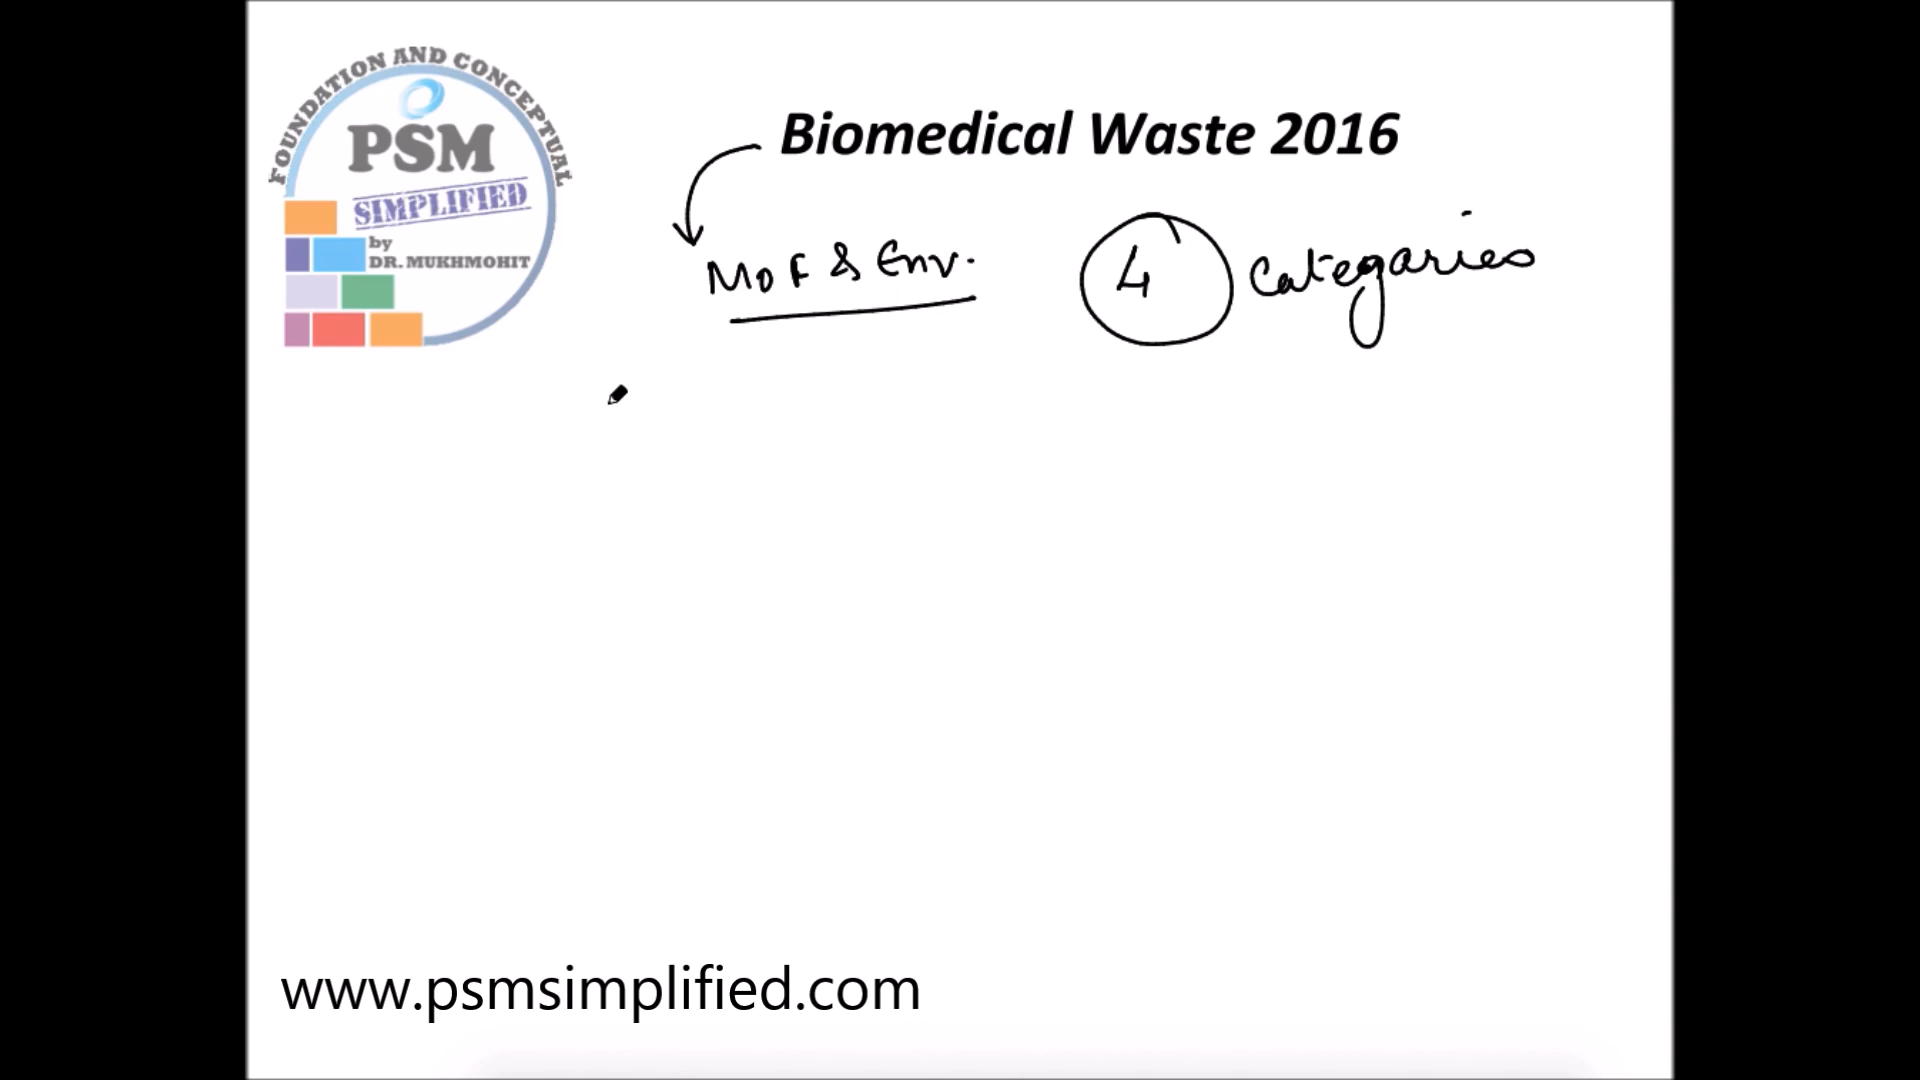 FOUNDATION AND CONCEPTUAL
PSM
SIMPLIFIED
by
DR. MUKHMOHIT
Biomedical Waste 2016
MoF & Env.
4 Categaries
www.psmsimplified.com